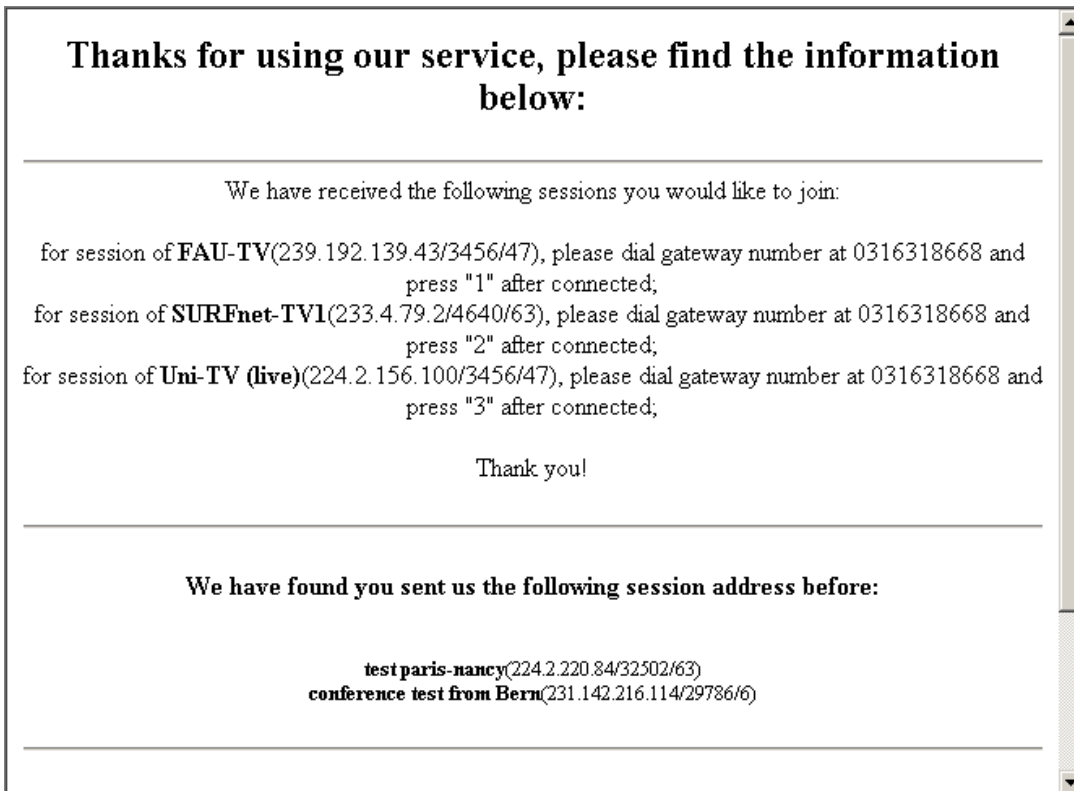 Thanks for using our service, please find the information
below:
We have received the following sessions you would like to join:
for session of FAU-TV(239.192.139.43/3456/47), please dial gateway number at 0316318668 and
press "1" after connected;
for session of SURFnet-TV1(233.4.79.2/4640/63), please dial gateway number at 0316318668 and
press "2" after connected;
for session of Uni-TV (live)(224.2.156.100/3456/47), please dial gateway number at 0316318668 and
press "3" after connected;
Thank you!
We have found you sent us the following session address before:
test paris-nancy(224.2.220.84/32502/63)
conference test from Bern(231.142.216.114/29786/6)